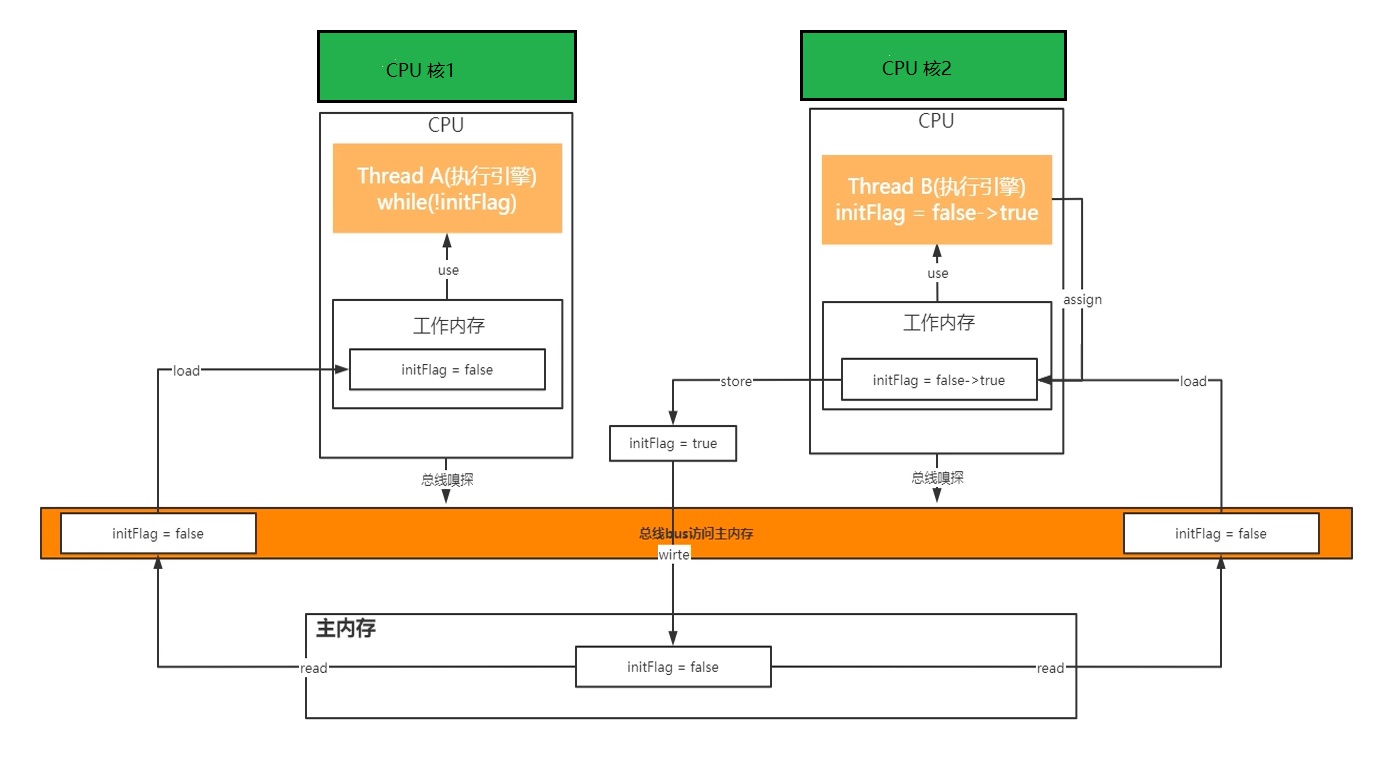 CPU 核1
CPU 核2
CPU
CPU
Thread A(执行引擎)
while(!initFlag)
Thread B(执行引擎)
initFlag = false->true
use
use
assign
工作内存
工作内存
load
initFlag = false
store
initFlag = false->true
load
initFlag = true
总线嗅探
总线嗅探
initFlag = false
总线bus访问主内存
initFlag = false
wirte
主内存
read
initFlag = false
read